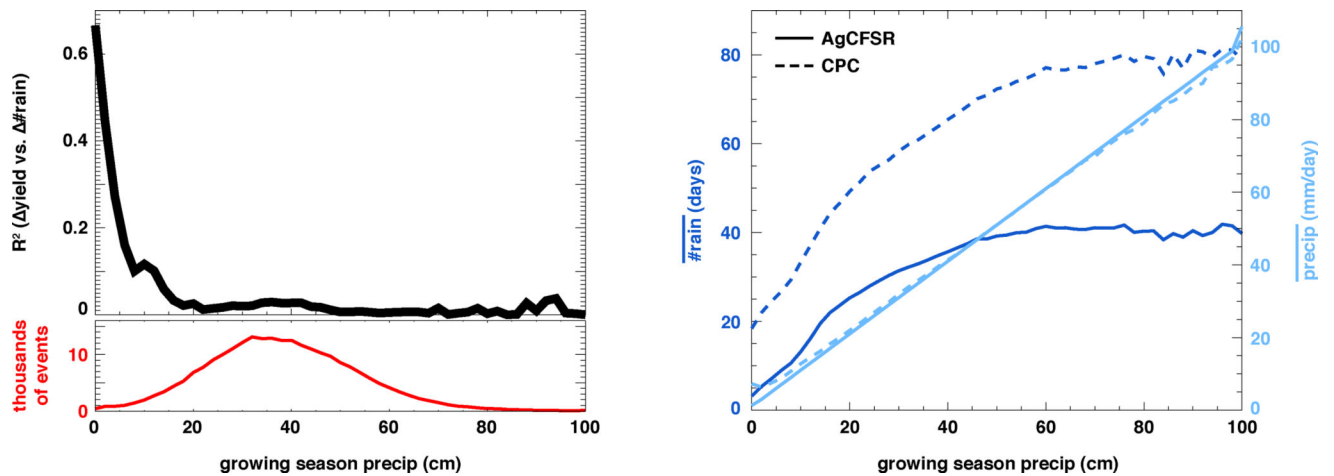 R² (Δyield vs. Δ#rain)
0.6
0.4
0.2
0
thousands
of events
10
0
0 20 40 60 80 100
growing season precip (cm)
AgCFSR
CPC
#rain (days)
80
60
40
20
0
precip (mm/day)
100
80
60
40
20
0
0 20 40 60 80 100
growing season precip (cm)